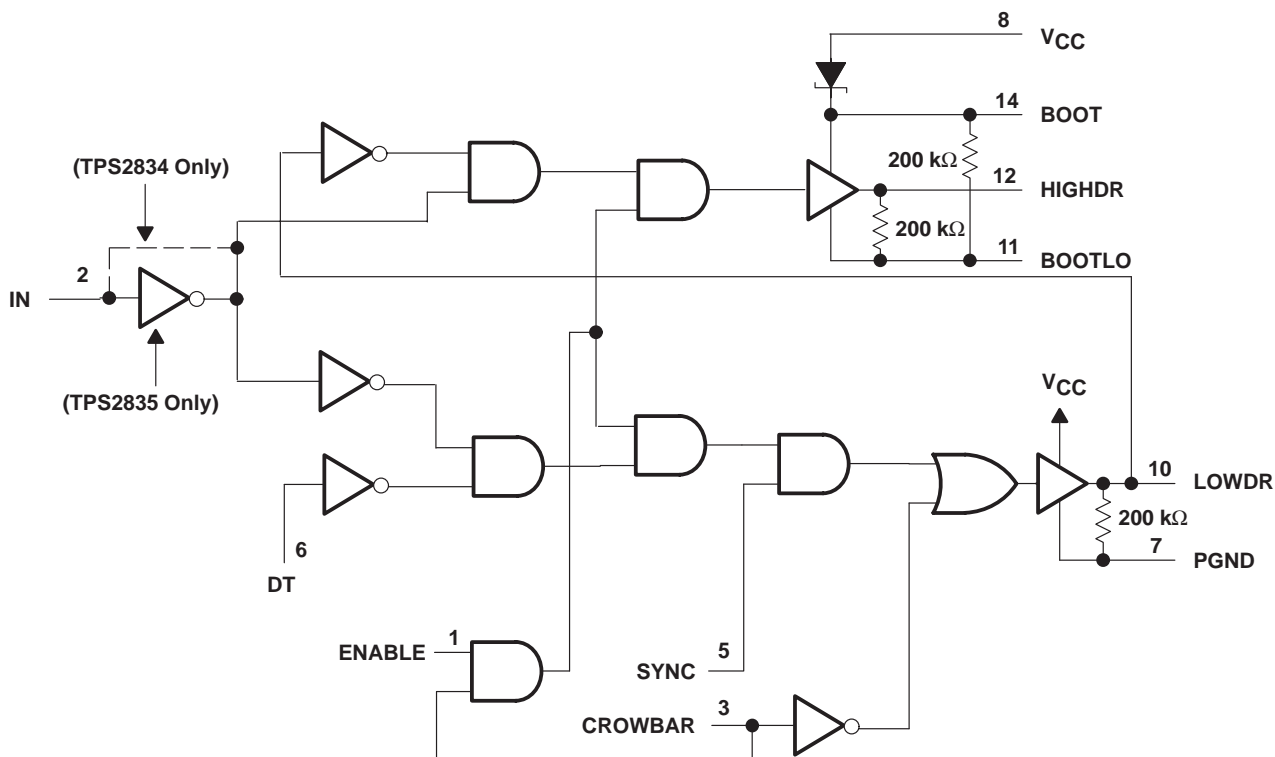 8
VCC
14
BOOT
(TPS2834 Only)
200 kΩ
12
HIGHDR
200 kΩ
11
BOOTLO
2
IN
(TPS2835 Only)
VCC
10
LOWDR
200 kΩ
7
PGND
6
DT
1
ENABLE
5
SYNC
3
CROWBAR